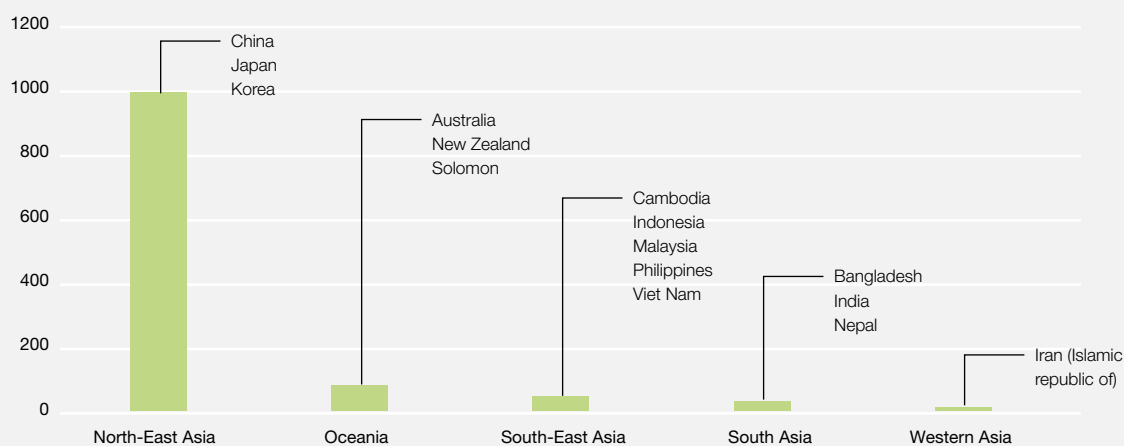 1200
1000
800
600
400
200
0
China
Japan
Korea
Australia
New Zealand
Solomon
Cambodia
Indonesia
Malaysia
Philippines
Viet Nam
Bangladesh
India
Nepal
Iran (Islamic
republic of)
North-East Asia
Oceania
South-East Asia
South Asia
Western Asia